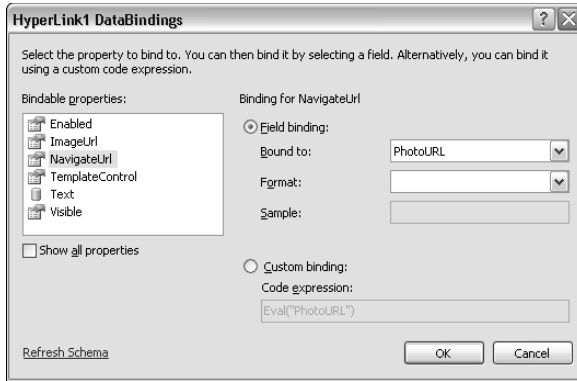 HyperLink1 DataBindings
Select the property to bind to. You can then bind it by selecting a field. Alternatively, you can bind it
using a custom code expression.
Bindable properties:
Enabled
ImageUrl
NavigateUrl
TemplateControl
Text
Visible
Show all properties
Binding for NavigateUrl
Field binding:
Bound to: PhotoURL
Format:
Sample:
Custom binding:
Code expression:
Eval("PhotoURL")
Refresh Schema
OK Cancel